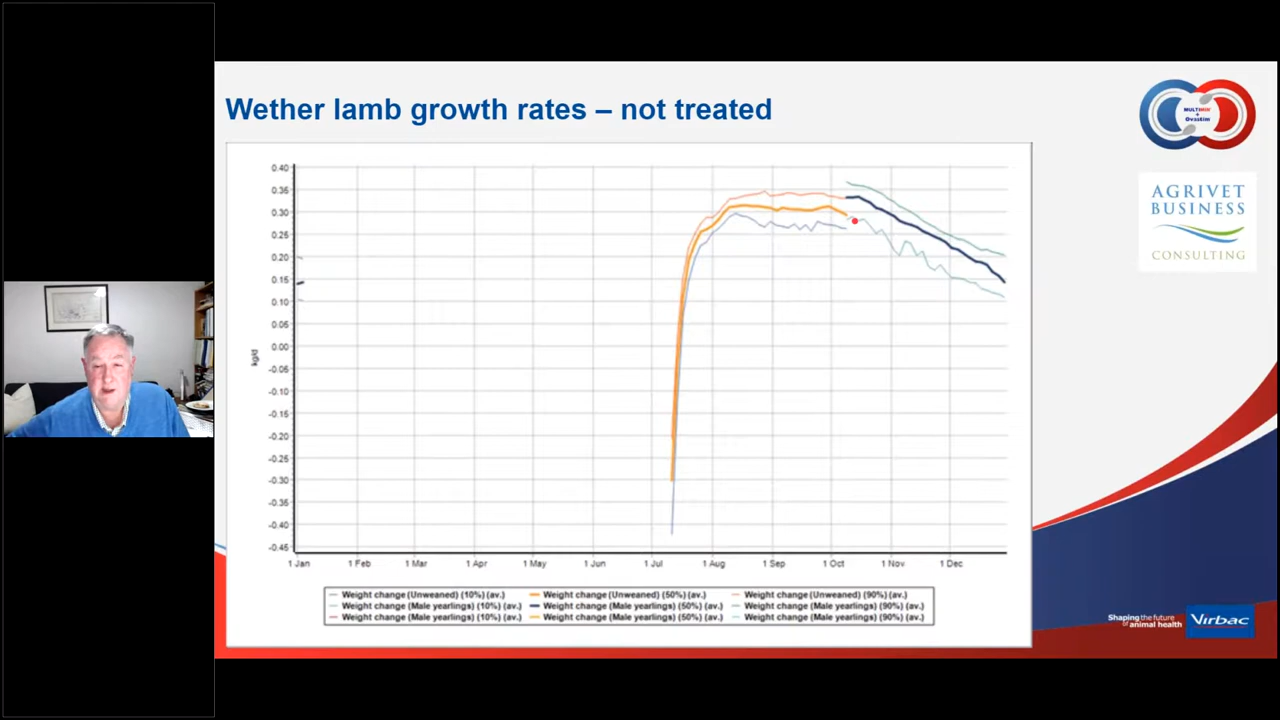 Wether lamb growth rates – not treated
MULTIMIN
+
Ovastim
AGRIVET
BUSINESS
CONSULTING
0.40
0.35
0.30
0.25
0.20
0.15
0.10
0.05
0.00
-0.05
-0.10
-0.15
-0.20
-0.25
-0.30
-0.35
-0.40
-0.45
kg/d
1 Jan 1 Feb 1 Mar 1 Apr 1 May 1 Jun 1 Jul 1 Aug 1 Sep 1 Oct 1 Nov 1 Dec
Weight change (Unweaned) (10%) (av.) Weight change (Unweaned) (50%) (av.) Weight change (Unweaned) (90%) (av.)
Weight change (Male yearlings) (10%) (av.) Weight change (Male yearlings) (50%) (av.) Weight change (Male yearlings) (90%) (av.)
Weight change (Male yearlings) (10%) (av.) Weight change (Male yearlings) (50%) (av.) Weight change (Male yearlings) (90%) (av.)
Shaping the future
of animal health
Virbac